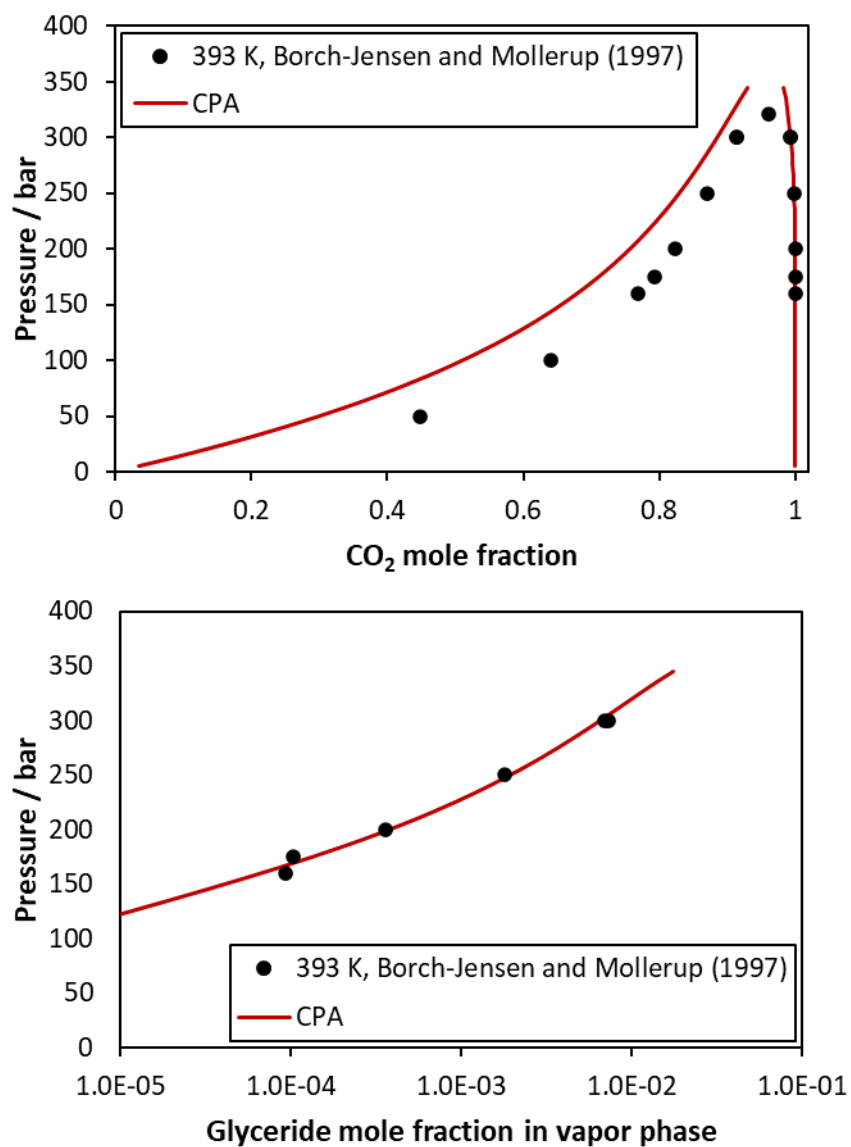 400
350
300
250
200
150
100
50
0
Pressure / bar
393 K, Borch-Jensen and Mollerup (1997)
CPA
0 0.2 0.4 0.6 0.8 1
CO₂ mole fraction
400
350
300
250
200
150
100
50
0
Pressure / bar
393 K, Borch-Jensen and Mollerup (1997)
CPA
1.0E-05 1.0E-04 1.0E-03 1.0E-02 1.0E-01
Glyceride mole fraction in vapor phase